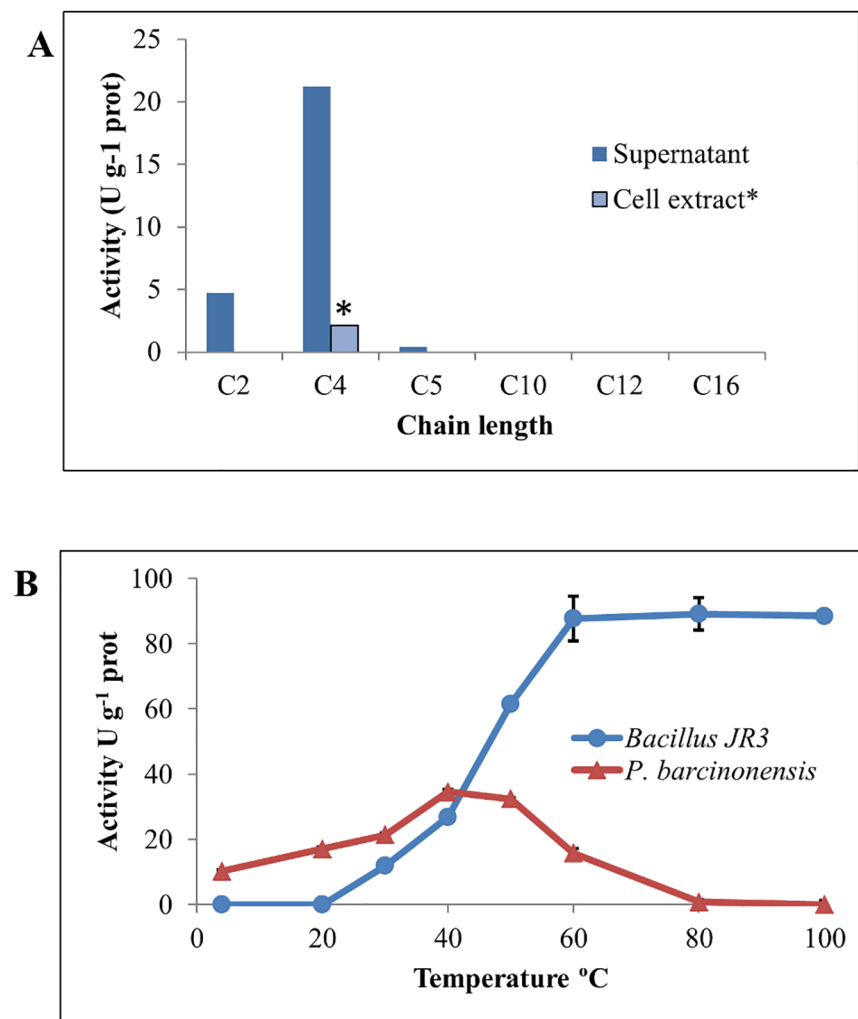 A
25
20
15
10
5
0
Activity (U g-1 prot)
Supernatant
Cell extract*
*
C2 C4 C5 C10 C12 C16
Chain length
B
100
80
60
40
20
0
Activity U g⁻¹ prot
Bacillus JR3
P. barcinonensis
0 20 40 60 80 100
Temperature ºC